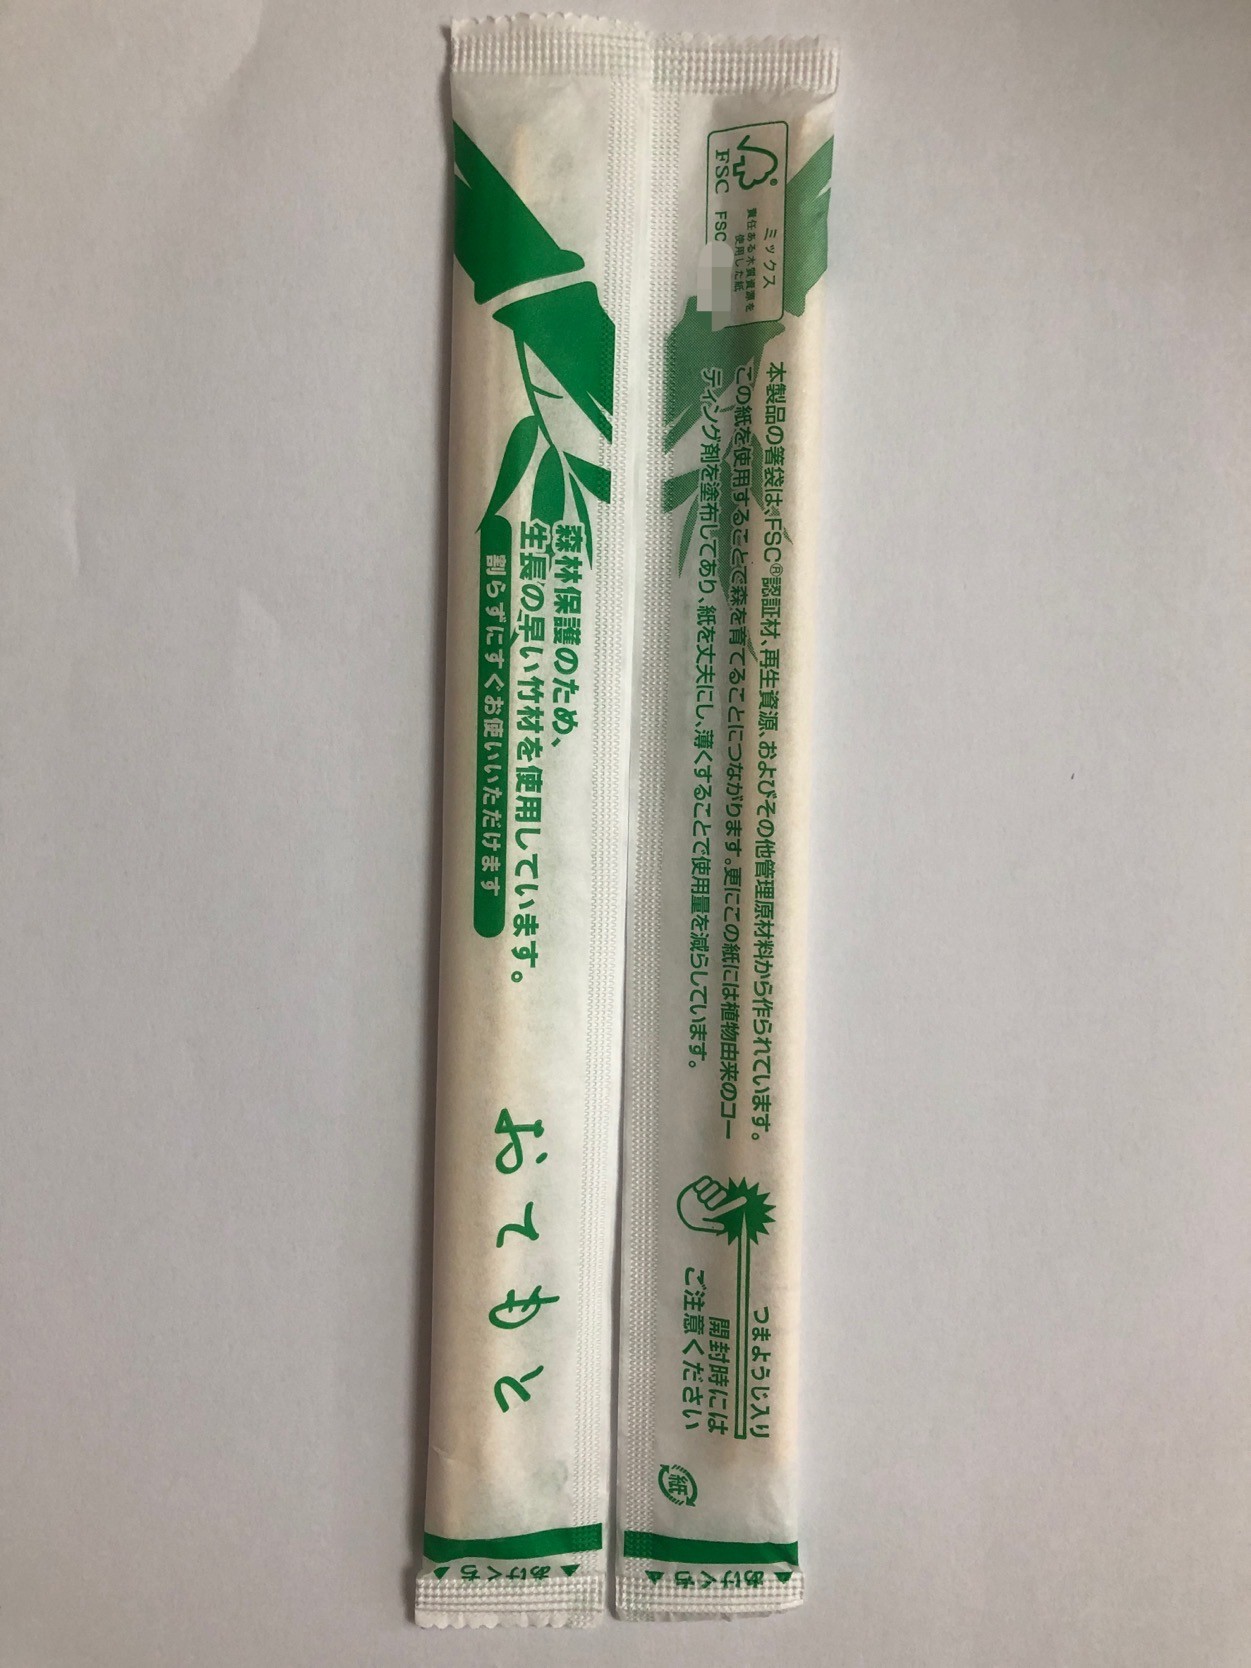 森林保護のため、
生長の早い竹材を使用しています。
割らずにすぐお使いいただけます
おてもと
あけくち
FSC
ミックス
責任ある木質資源を
使用した紙
FSC
本製品の箸袋は、FSC®認証材、再生資源、およびその他管理原材料から作られています。
この紙を使用することで森を育てることにつながります。更にこの紙には植物由来のコー
ティング剤を塗布してあり、紙を丈夫にし、薄くすることで使用量を減らしています。
つまようじ入り
開封時には
ご注意ください
紙
あけくち